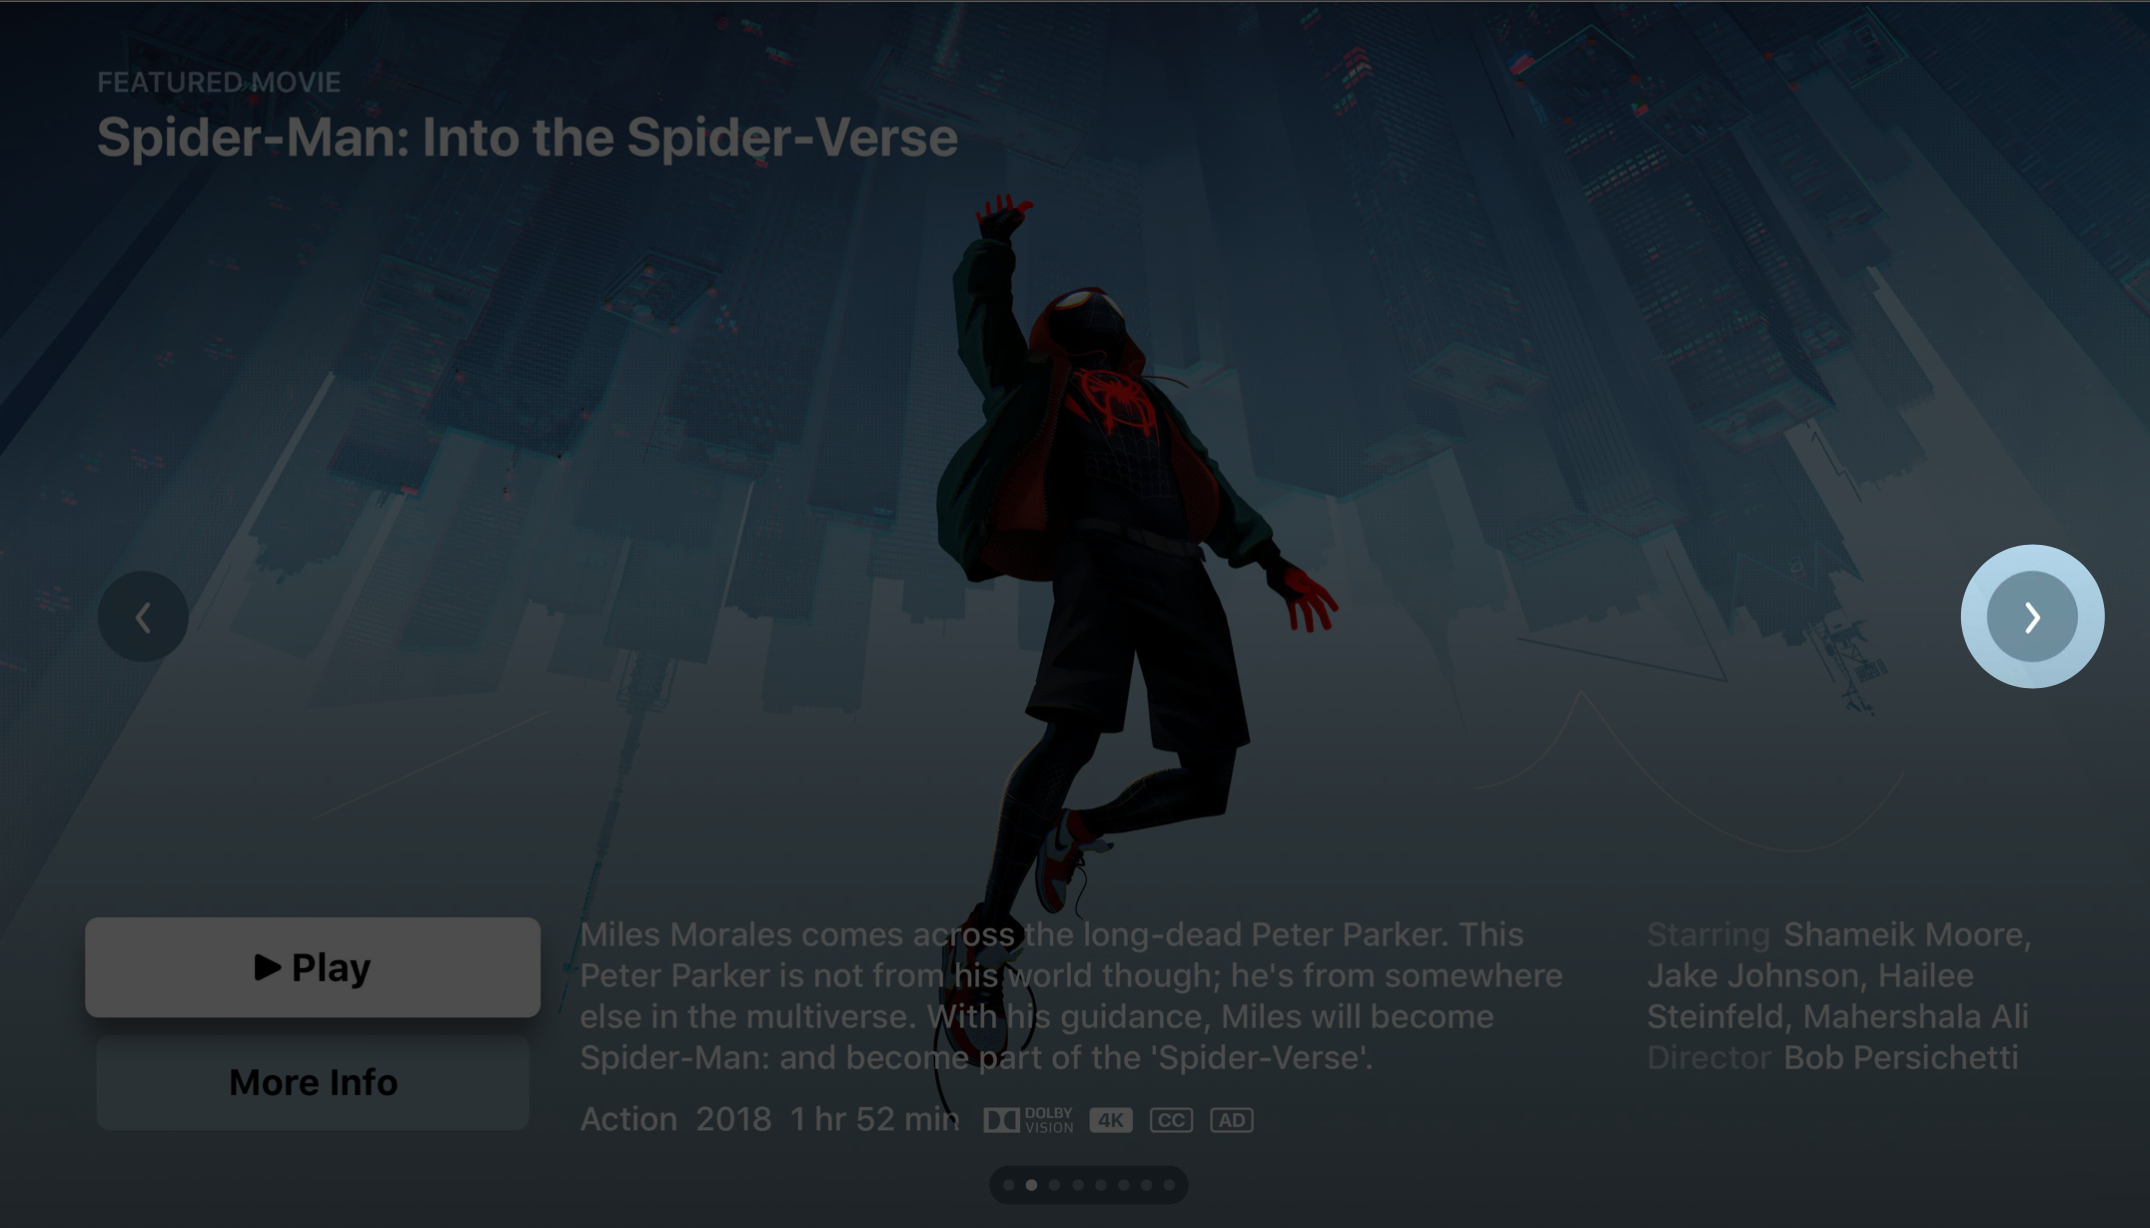 FEATURED MOVIE
Spider-Man: Into the Spider-Verse
Play
More Info
Miles Morales comes across the long-dead Peter Parker. This
Peter Parker is not from his world though; he's from somewhere
else in the multiverse. With his guidance, Miles will become
Spider-Man: and become part of the 'Spider-Verse'.
Action 2018 1 hr 52 min DOLBY VISION 4K CC AD
Starring Shameik Moore,
Jake Johnson, Hailee
Steinfeld, Mahershala Ali
Director Bob Persichetti